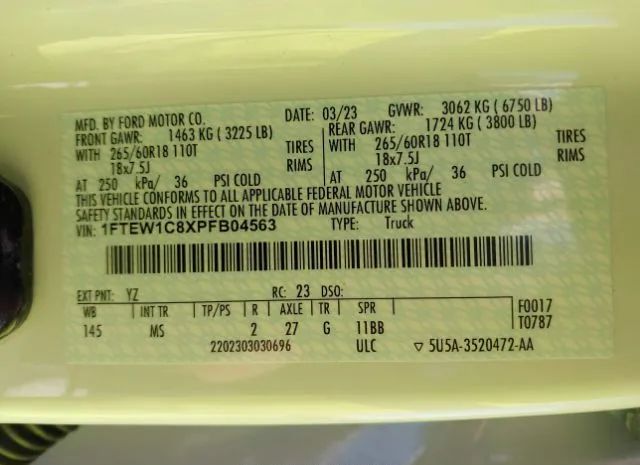 MFD. BY FORD MOTOR CO. DATE: 03/23 GVWR: 3062 KG ( 6750 LB)
FRONT GAWR: 1463 KG ( 3225 LB) REAR GAWR: 1724 KG ( 3800 LB)
WITH 265/60R18 110T TIRES WITH 265/60R18 110T TIRES
18x7.5J RIMS 18x7.5J RIMS
AT 250 kPa/ 36 PSI COLD AT 250 kPa/ 36 PSI COLD
THIS VEHICLE CONFORMS TO ALL APPLICABLE FEDERAL MOTOR VEHICLE
SAFETY STANDARDS IN EFFECT ON THE DATE OF MANUFACTURE SHOWN ABOVE.
VIN: 1FTEW1C8XPFB04563 TYPE: Truck
EXT PNT: YZ RC: 23 DSO:
WB INT TR TP/PS R AXLE TR SPR F0017
145 MS 2 27 G 11BB T0787
2202303030696 ULC ▽ 5U5A-3520472-AA